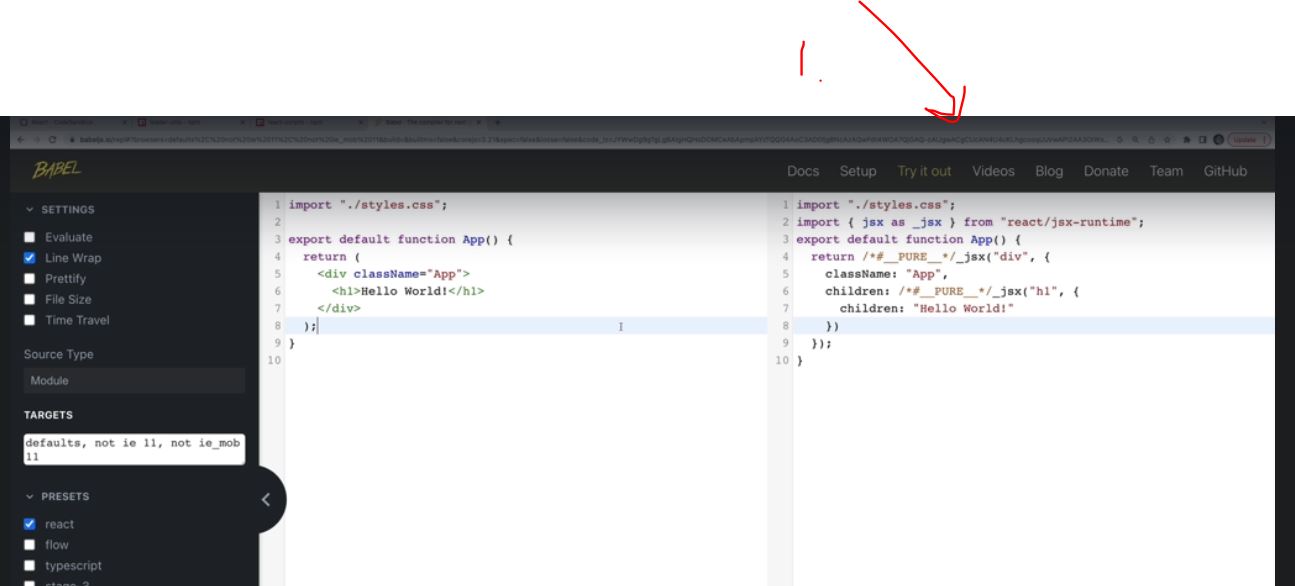 1.
babeljs.io
Update
BABEL
Docs Setup Try it out Videos Blog Donate Team GitHub
SETTINGS
Evaluate
Line Wrap
Prettify
File Size
Time Travel
Source Type
Module
TARGETS
defaults, not ie 11, not ie_mob
11
PRESETS
react
flow
typescript
1 import "./styles.css";
2
3 export default function App() {
4 return (
5 <div className="App">
6 <h1>Hello World!</h1>
7 </div>
8 );
9 }
10
1 import "./styles.css";
2 import { jsx as _jsx } from "react/jsx-runtime";
3 export default function App() {
4 return /*#__PURE__*/_jsx("div", {
5 className: "App",
6 children: /*#__PURE__*/_jsx("h1", {
7 children: "Hello World!"
8 })
9 });
10 }